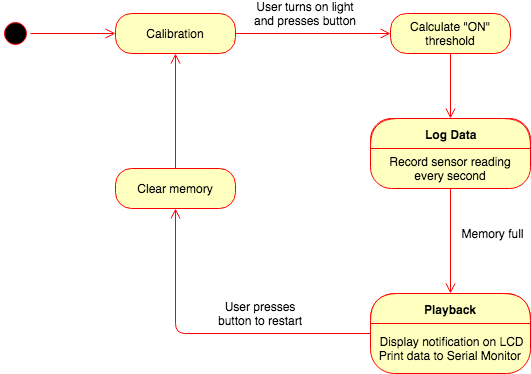 User turns on light
and presses button
Calibration
Calculate "ON"
threshold
Log Data
Record sensor reading
every second
Clear memory
Memory full
User presses
button to restart
Playback
Display notification on LCD
Print data to Serial Monitor